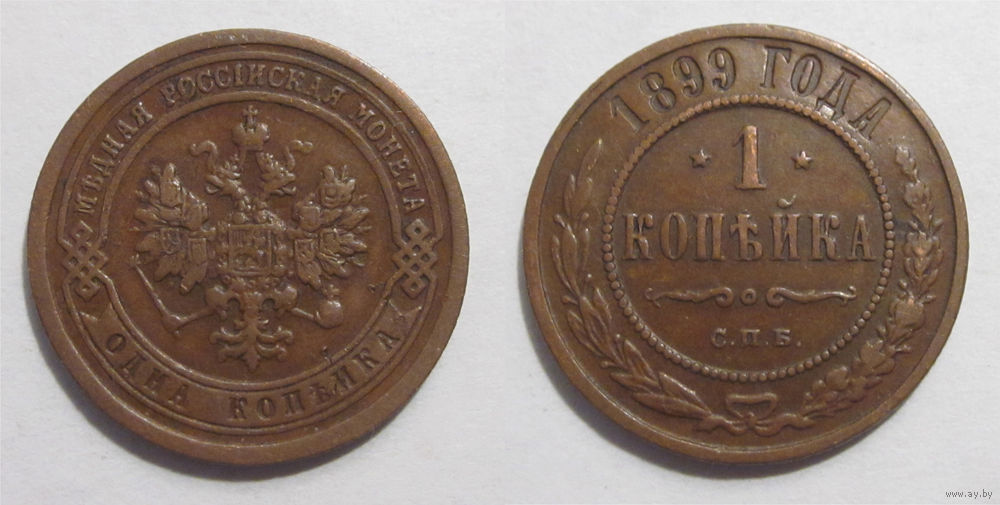 МѢДНАЯ РОССІЙСКАЯ МОНЕТА
ОДНА КОПѢЙКА
1899 ГОДА
1
КОПѢЙКА
С.П.Б.
www.ay.by